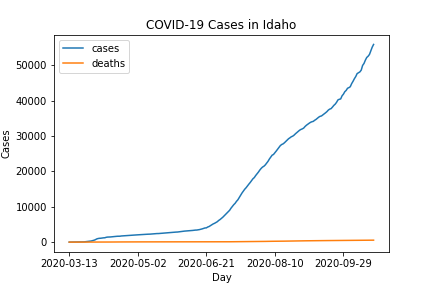 COVID-19 Cases in Idaho
cases
deaths
50000
40000
30000
20000
10000
0
Cases
2020-03-13 2020-05-02 2020-06-21 2020-08-10 2020-09-29
Day